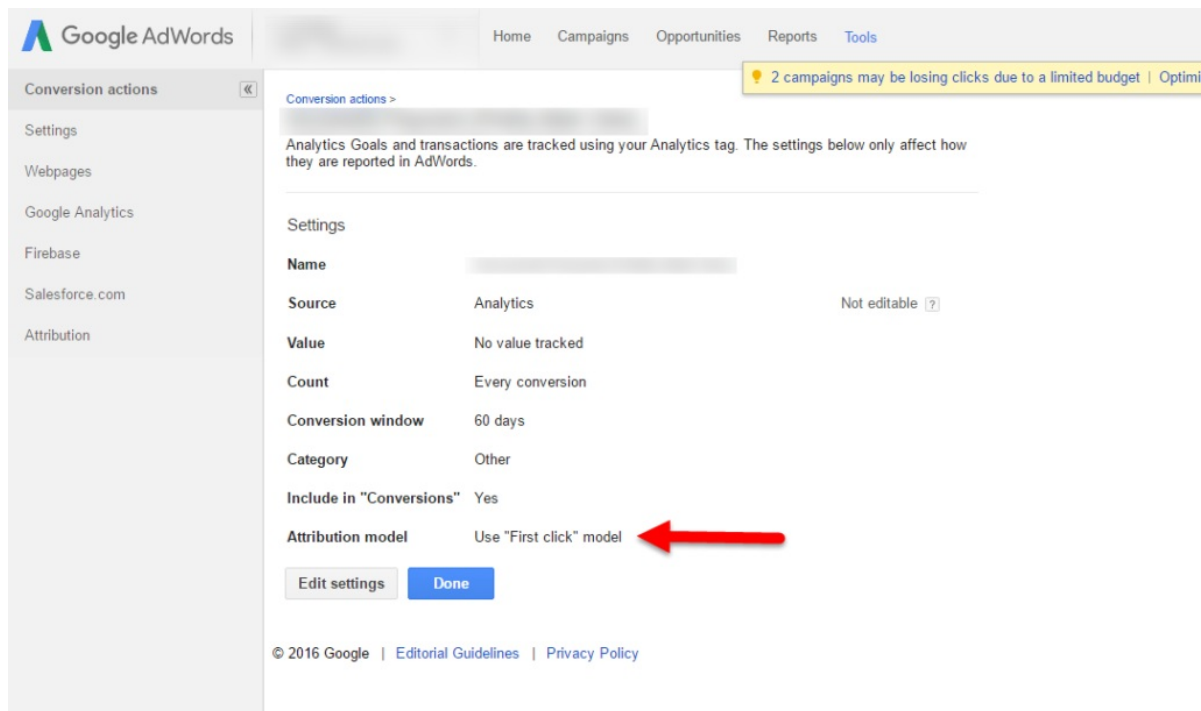 Google AdWords
Home Campaigns Opportunities Reports Tools
2 campaigns may be losing clicks due to a limited budget | Optimi
Conversion actions
Settings
Webpages
Google Analytics
Firebase
Salesforce.com
Attribution
Conversion actions >
Analytics Goals and transactions are tracked using your Analytics tag. The settings below only affect how
they are reported in AdWords.
Settings
Name
Source Analytics Not editable ?
Value No value tracked
Count Every conversion
Conversion window 60 days
Category Other
Include in "Conversions" Yes
Attribution model Use "First click" model
Edit settings Done
© 2016 Google | Editorial Guidelines | Privacy Policy